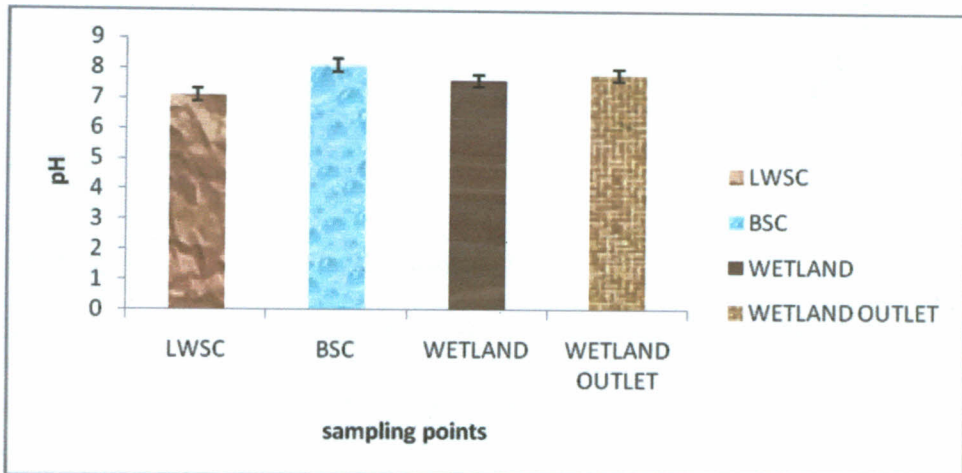 9
8
7
6
5
4
3
2
1
0
pH
LWSC
BSC
WETLAND
WETLAND
OUTLET
sampling points
LWSC
BSC
WETLAND
WETLAND OUTLET